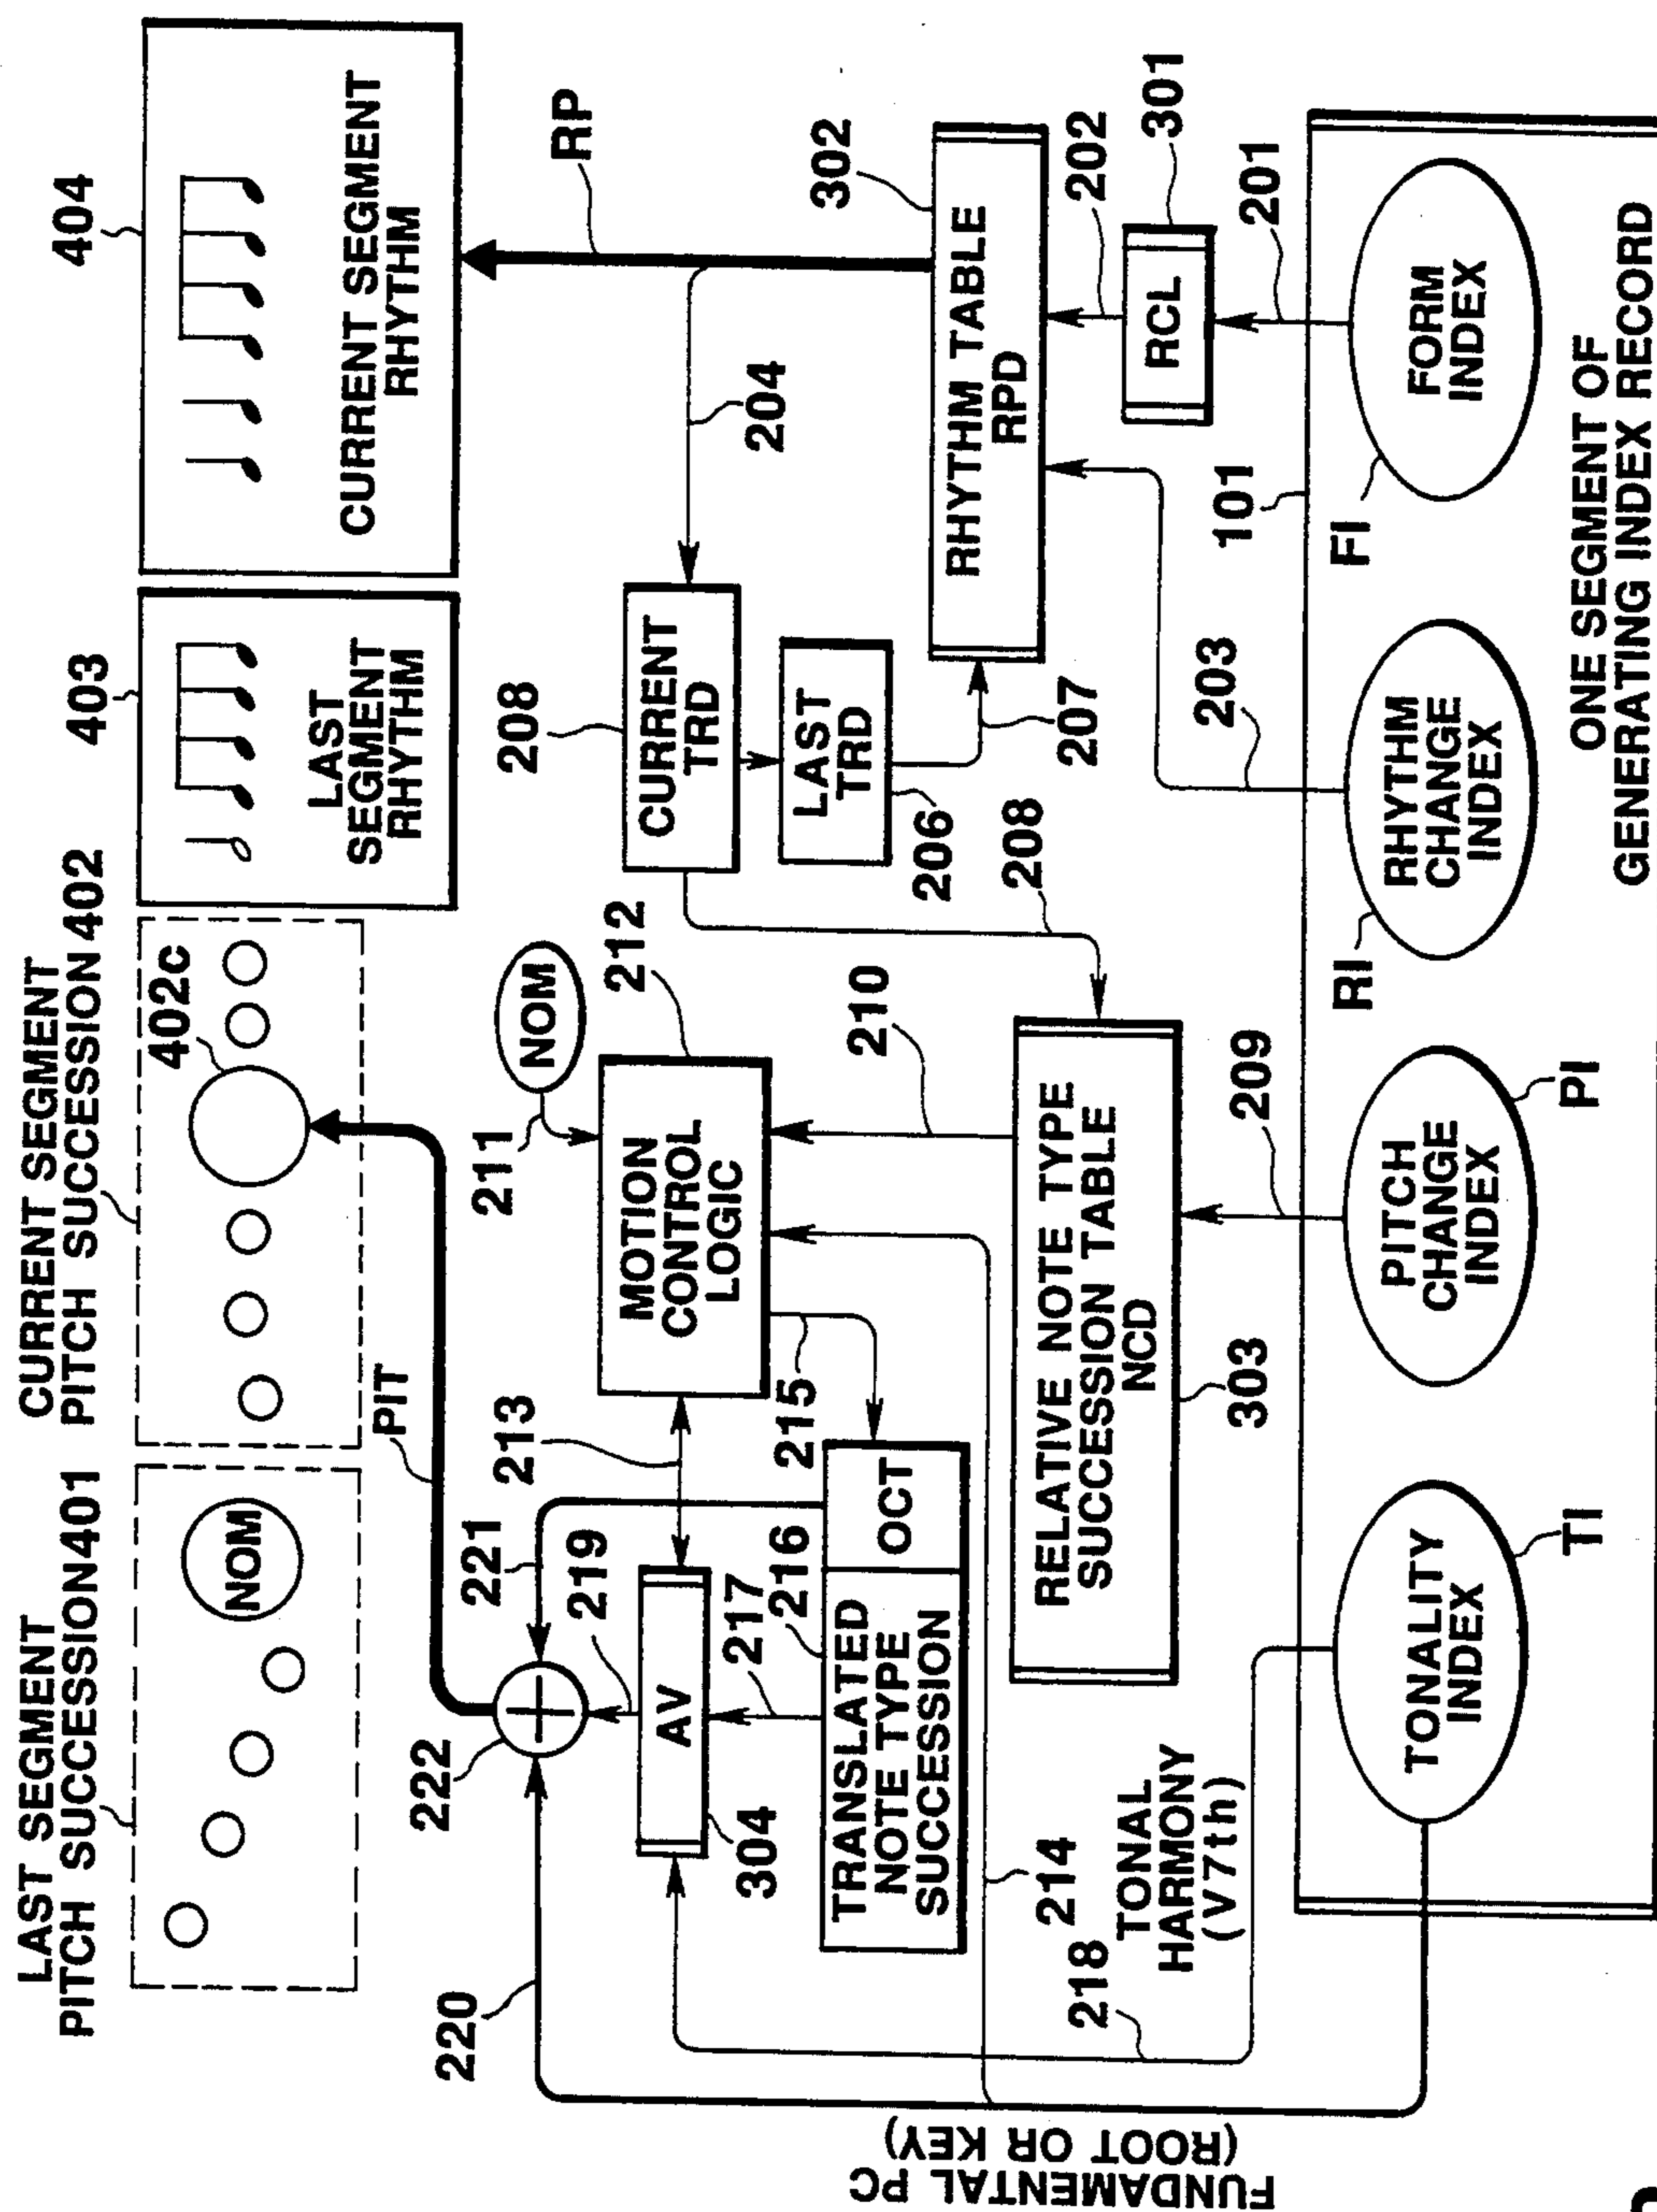 LAST SEGMENT
PITCH SUCCESSION401
CURRENT SEGMENT
PITCH SUCCESSION 402
403
404
NOM
402c
LAST
SEGMENT
RHYTHM
CURRENT SEGMENT
RHYTHM
PIT
RP
220
222
221
219
213
211
NOM
212
208
CURRENT
TRD
204
302
MOTION
CONTROL
LOGIC
AV
304
217
216
215
210
LAST
TRD
206
207
RHYTHM TABLE
RPD
TRANSLATED
NOTE TYPE
SUCCESSION
OCT
208
202
301
RCL
FUNDAMENTAL PC
(ROOT OR KEY)
214
218
TONAL
HARMONY
(V7th)
RELATIVE NOTE TYPE
SUCCESSION TABLE
NCD
303
209
203
101
201
TONALITY
INDEX
TI
PITCH
CHANGE
INDEX
PI
RHYTHM
CHANGE
INDEX
RI
FORM
INDEX
FI
ONE SEGMENT OF
GENERATING INDEX RECORD